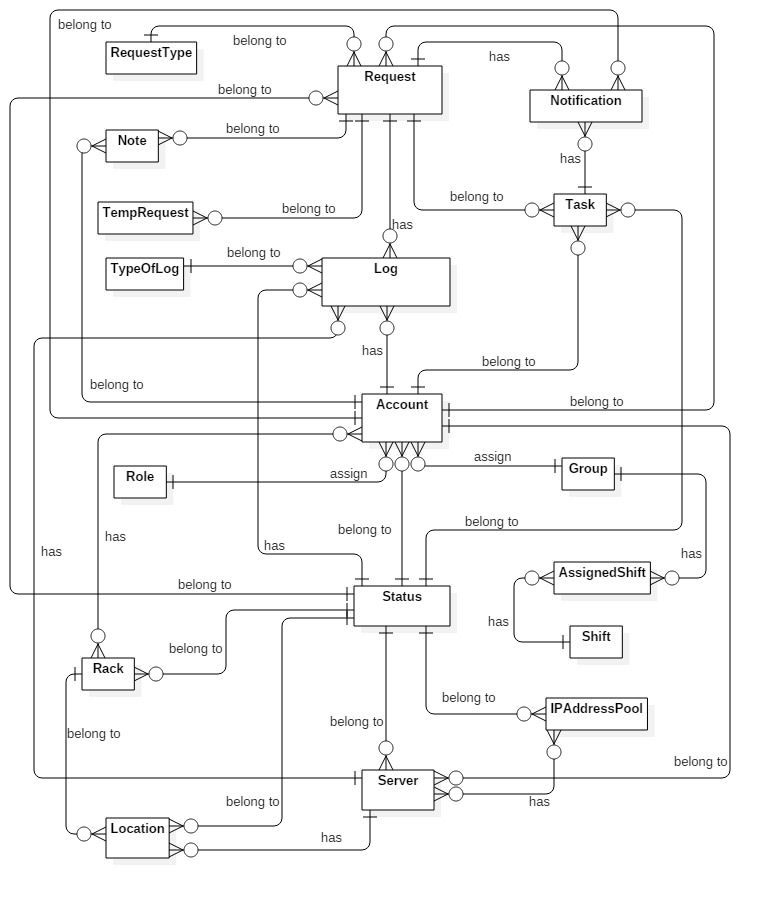 belong to
RequestType
belong to
has
Request
belong to
Notification
belong to
Note
has
belong to
Task
TempRequest
belong to
has
belong to
TypeOfLog
Log
has
belong to
belong to
belong to
Account
assign
Group
Role
assign
belong to
belong to
has
has
has
has
AssignedShift
belong to
Status
has
Shift
belong to
Rack
belong to
IPAddressPool
belong to
belong to
belong to
Server
belong to
has
Location
has